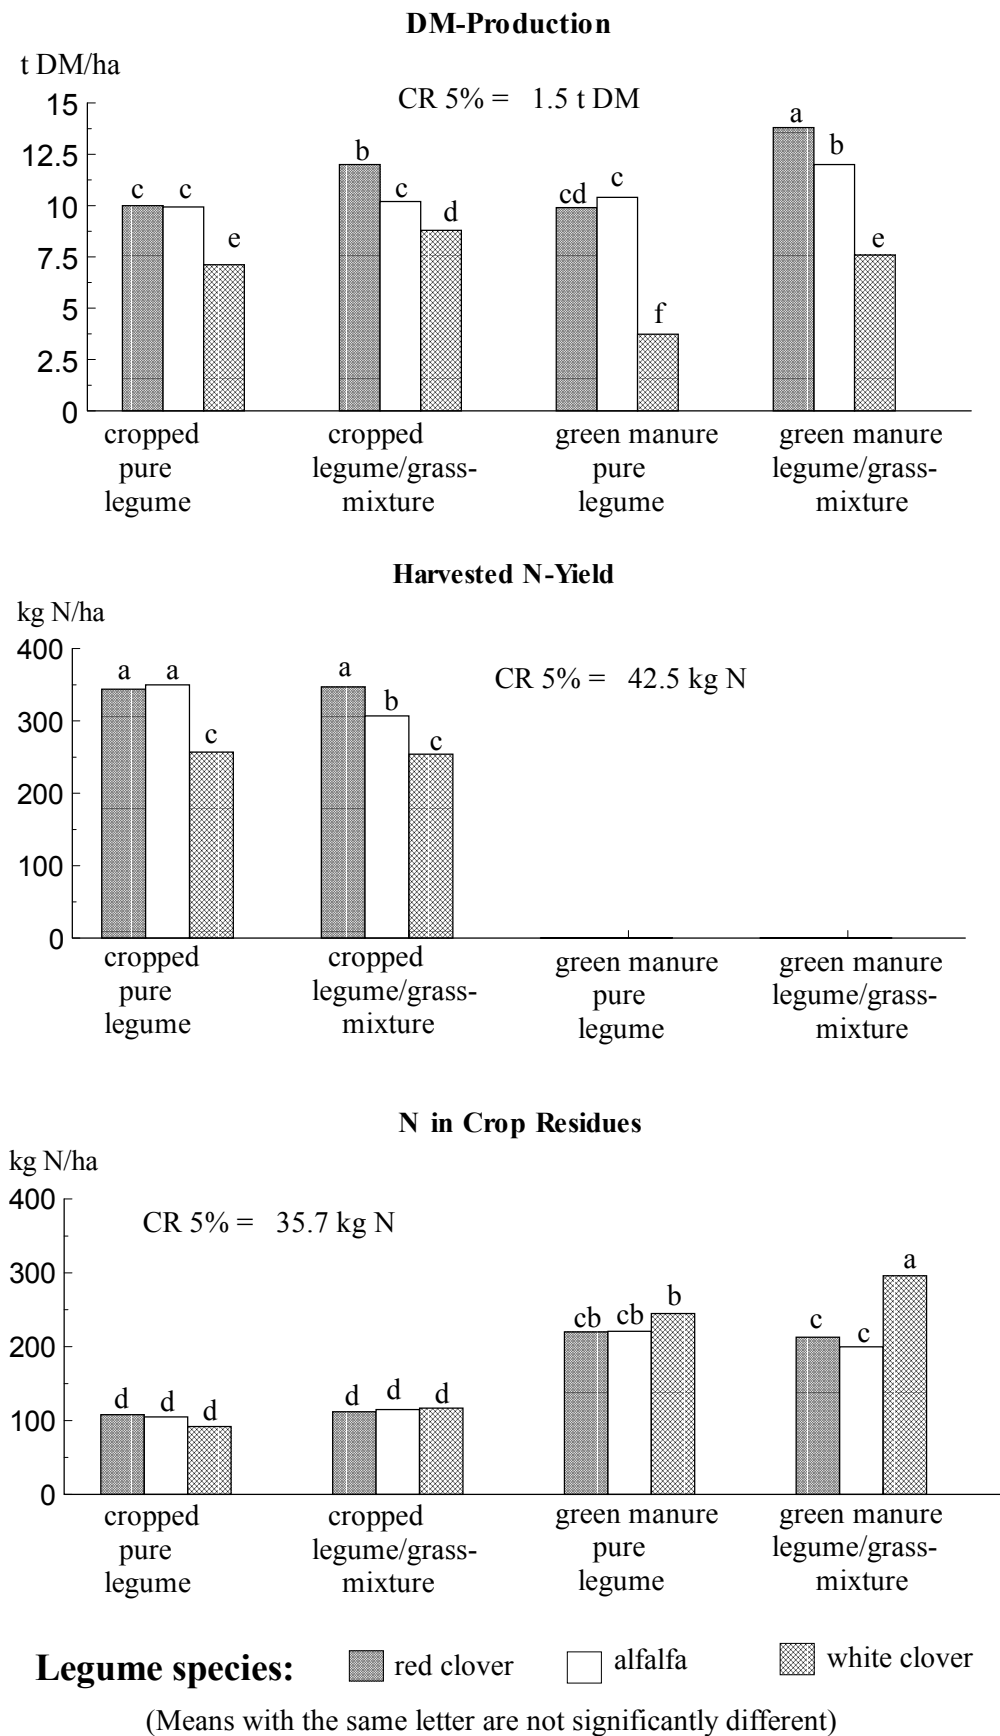 DM-Production
t DM/ha
CR 5% = 1.5 t DM
15
12.5
10
7.5
5
2.5
0
c c e
b c d
cd c f
a b e
cropped pure legume
cropped legume/grass-mixture
green manure pure legume
green manure legume/grass-mixture
Harvested N-Yield
kg N/ha
CR 5% = 42.5 kg N
400
300
200
100
0
a a c
a b c
cropped pure legume
cropped legume/grass-mixture
green manure pure legume
green manure legume/grass-mixture
N in Crop Residues
kg N/ha
CR 5% = 35.7 kg N
400
300
200
100
0
d d d
d d d
cb cb b
c c a
cropped pure legume
cropped legume/grass-mixture
green manure pure legume
green manure legume/grass-mixture
Legume species: red clover alfalfa white clover
(Means with the same letter are not significantly different)